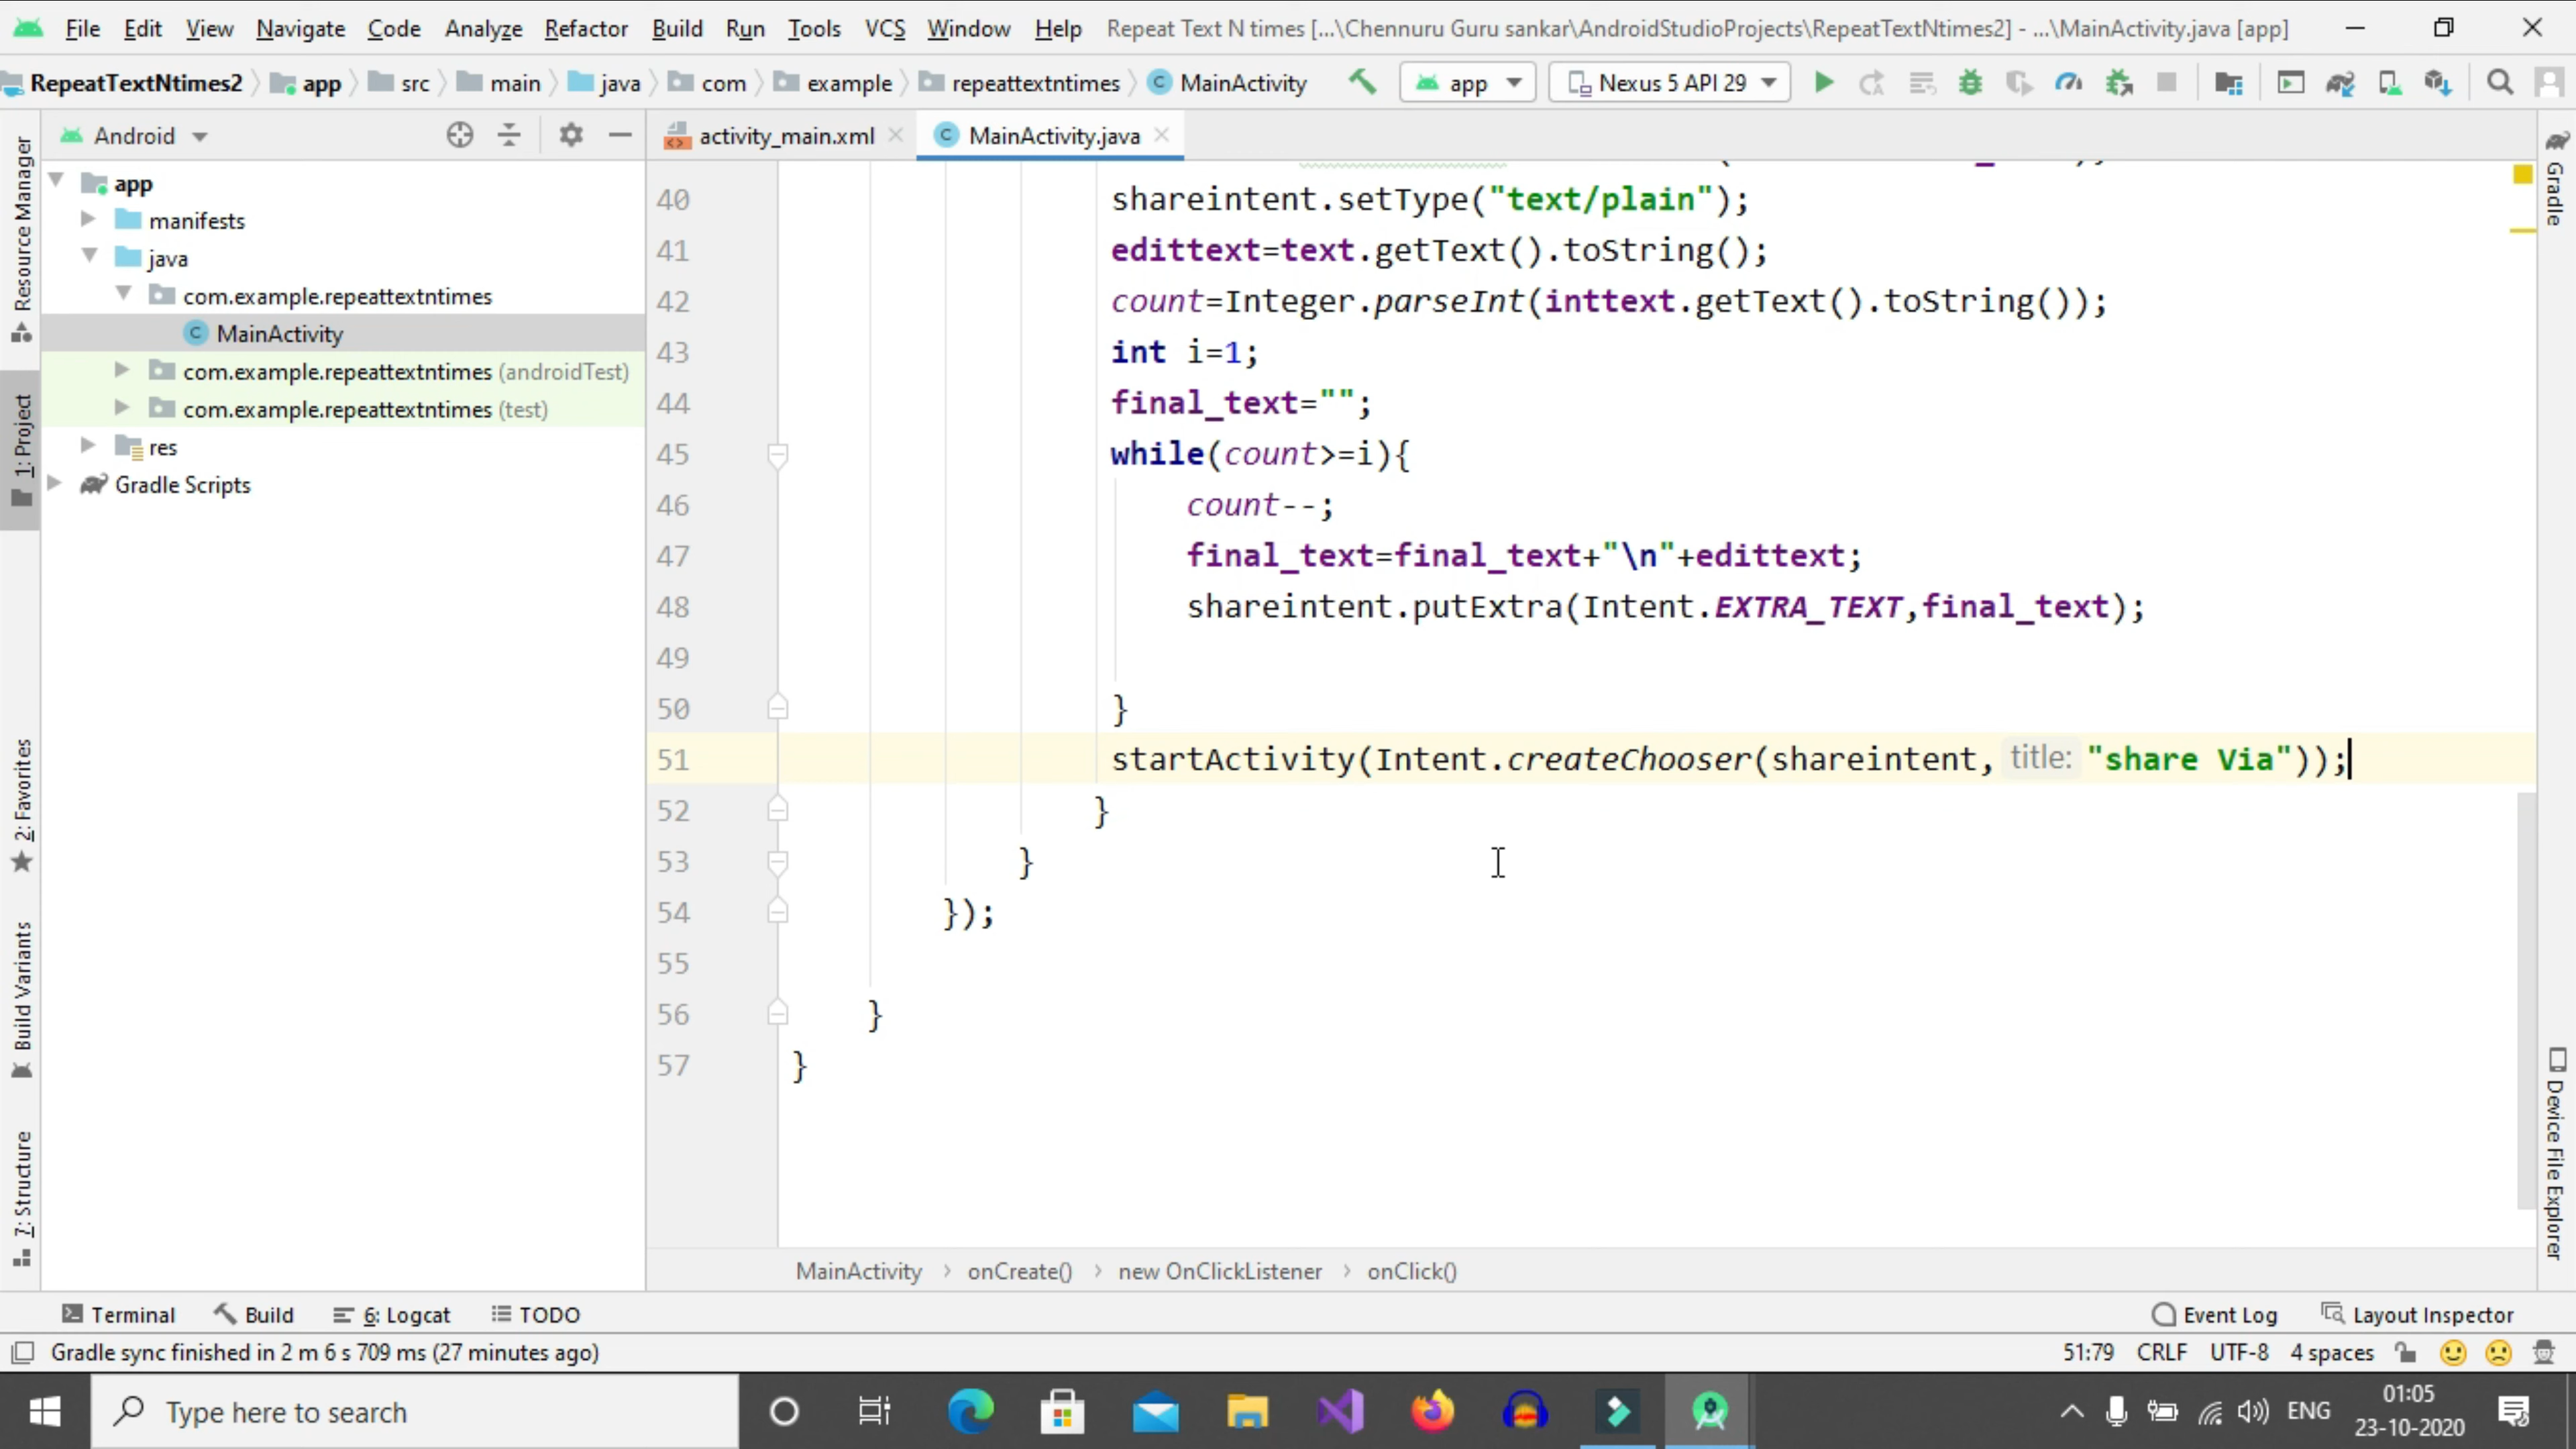 File Edit View Navigate Code Analyze Refactor Build Run Tools VCS Window Help Repeat Text N times [...\Chennuru Guru sankar\AndroidStudioProjects\RepeatTextNtimes2] - ...\MainActivity.java [app]
RepeatTextNtimes2 app src main java com example repeattextntimes C MainActivity app Nexus 5 API 29
Android
activity_main.xml
C MainActivity.java
Resource Manager
1: Project
2: Favorites
Build Variants
7: Structure
app
manifests
java
com.example.repeattextntimes
C MainActivity
com.example.repeattextntimes (androidTest)
com.example.repeattextntimes (test)
res
Gradle Scripts
40 shareintent.setType("text/plain");
41 edittext=text.getText().toString();
42 count=Integer.parseInt(inttext.getText().toString());
43 int i=1;
44 final_text="";
45 while(count>=i){
46 count--;
47 final_text=final_text+"\n"+edittext;
48 shareintent.putExtra(Intent.EXTRA_TEXT,final_text);
49
50 }
51 startActivity(Intent.createChooser(shareintent, title: "share Via"));
52 }
53 }
54 });
55
56 }
57 }
Gradle
Device File Explorer
MainActivity > onCreate() > new OnClickListener > onClick()
Terminal Build 6: Logcat TODO Event Log Layout Inspector
Gradle sync finished in 2 m 6 s 709 ms (27 minutes ago) 51:79 CRLF UTF-8 4 spaces
Type here to search
ENG
01:05
23-10-2020